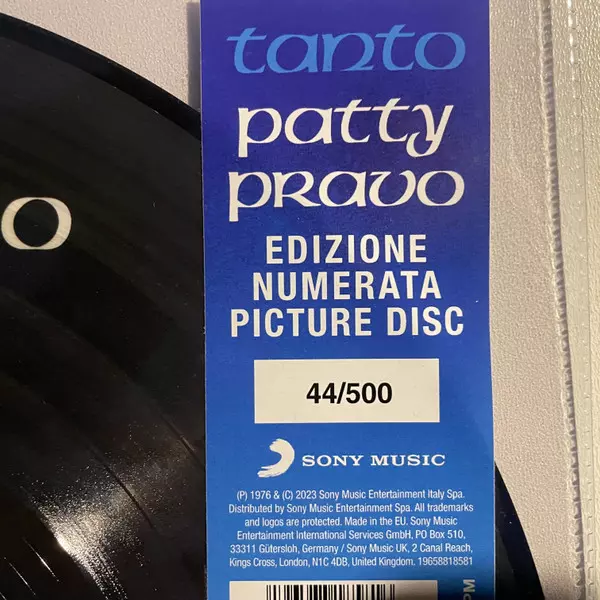 tanto
patty
pravo
O
EDIZIONE
NUMERATA
PICTURE DISC
44/500
SONY MUSIC
(P) 1976 & (C) 2023 Sony Music Entertainment Italy Spa.
Distributed by Sony Music Entertainment Spa. All trademarks
and logos are protected. Made in the EU. Sony Music
Entertainment International Services GmbH, PO Box 510,
33311 Gütersloh, Germany / Sony Music UK, 2 Canal Reach,
Kings Cross, London, N1C 4DB, United Kingdom. 19658818581